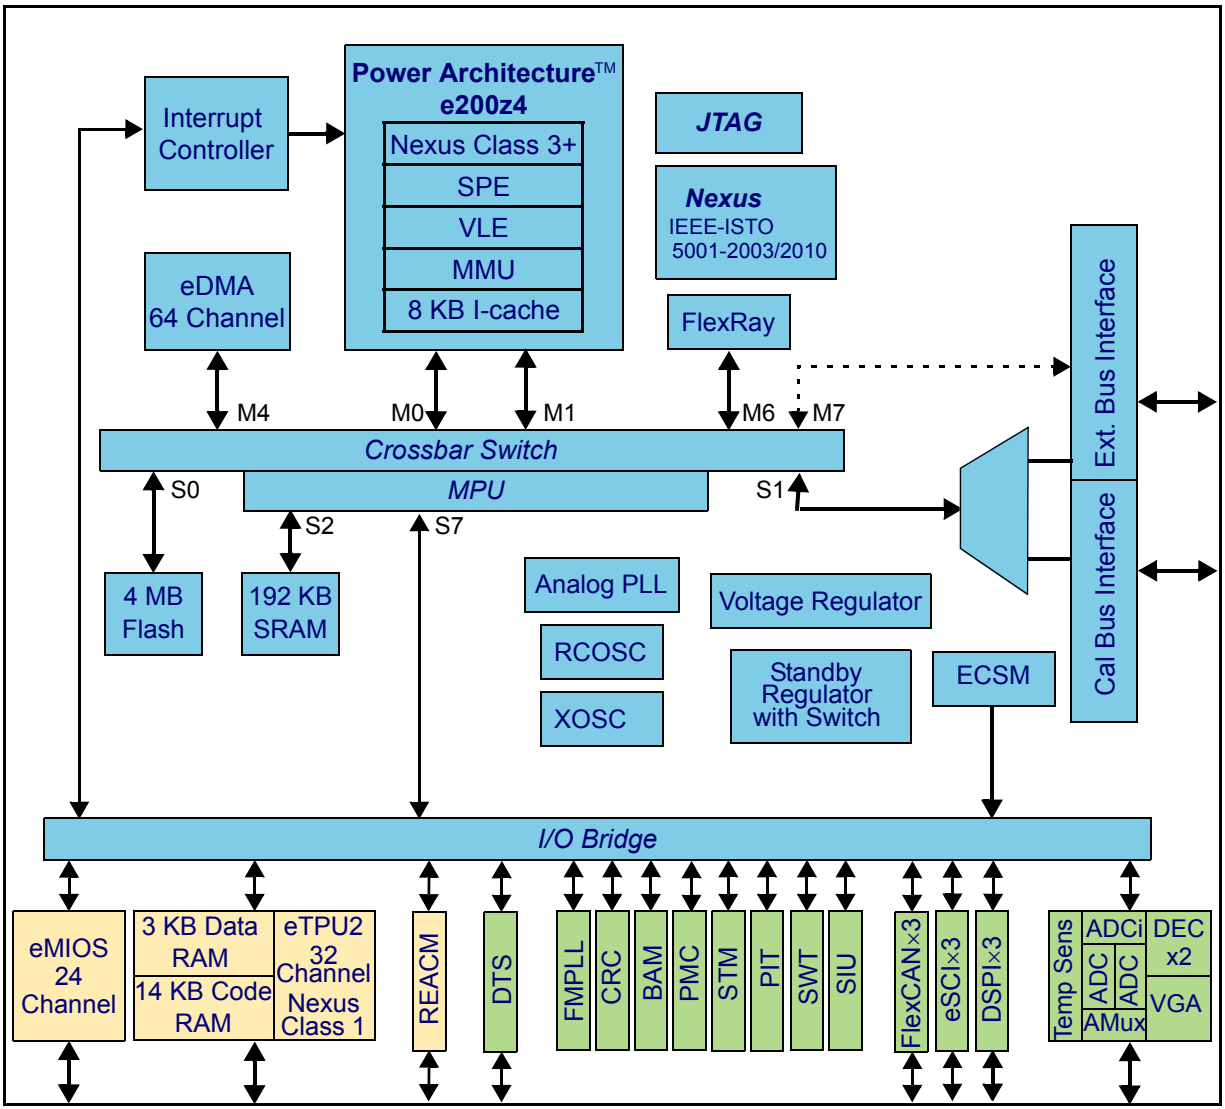 Power Architecture™
e200z4
Nexus Class 3+
SPE
VLE
MMU
8 KB I-cache
Interrupt
Controller
JTAG
Nexus
IEEE-ISTO
5001-2003/2010
eDMA
64 Channel
FlexRay
Ext. Bus Interface
Cal Bus Interface
M4
M0
M1
M6
M7
Crossbar Switch
MPU
S0
S2
S7
S1
4 MB
Flash
192 KB
SRAM
Analog PLL
RCOSC
XOSC
Voltage Regulator
Standby
Regulator
with Switch
ECSM
I/O Bridge
eMIOS
24
Channel
3 KB Data
RAM
14 KB Code
RAM
eTPU2
32
Channel
Nexus
Class 1
REACM
DTS
FMPLL
CRC
BAM
PMC
STM
PIT
SWT
SIU
FlexCAN×3
eSCI×3
DSPI×3
Temp Sens
ADCi
ADC
ADC
AMux
DEC
x2
VGA